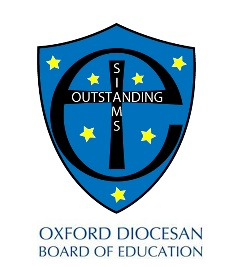 SIAMS
OUTSTANDING
OXFORD DIOCESAN
BOARD OF EDUCATION